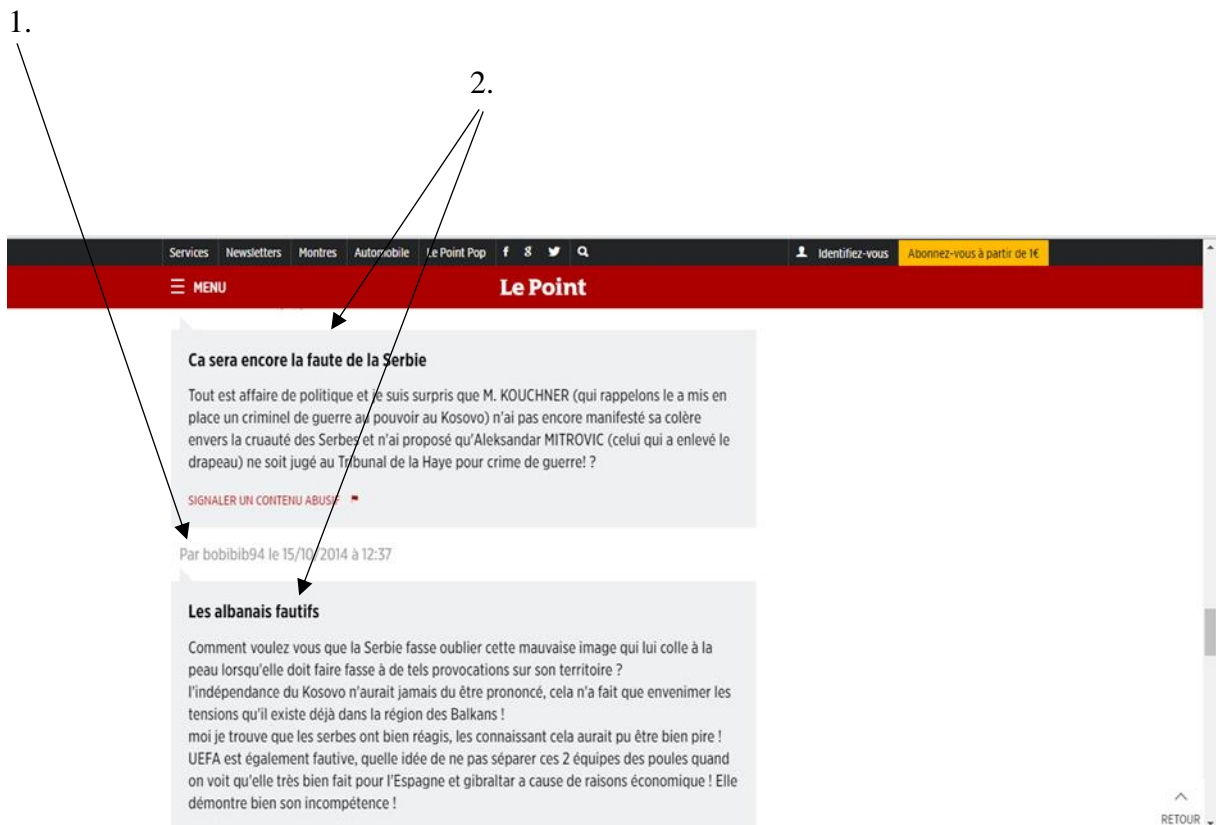 1.
2.
Services Newsletters Montres Automobile Le Point Pop f 8 Identifiez-vous Abonnez-vous à partir de 1€
MENU Le Point
Ca sera encore la faute de la Serbie
Tout est affaire de politique et je suis surpris que M. KOUCHNER (qui rappelons le a mis en
place un criminel de guerre au pouvoir au Kosovo) n'ai pas encore manifesté sa colère
envers la cruauté des Serbes et n'ai proposé qu'Aleksandar MITROVIC (celui qui a enlevé le
drapeau) ne soit jugé au Tribunal de la Haye pour crime de guerre! ?
SIGNALER UN CONTENU ABUSIF
Par bobibib94 le 15/10/2014 à 12:37
Les albanais fautifs
Comment voulez vous que la Serbie fasse oublier cette mauvaise image qui lui colle à la
peau lorsqu'elle doit faire fasse à de tels provocations sur son territoire ?
l'indépendance du Kosovo n'aurait jamais du être prononcé, cela n'a fait que envenimer les
tensions qu'il existe déjà dans la région des Balkans !
moi je trouve que les serbes ont bien réagis, les connaissant cela aurait pu être bien pire !
UEFA est également fautive, quelle idée de ne pas séparer ces 2 équipes des poules quand
on voit qu'elle très bien fait pour l'Espagne et gibraltar a cause de raisons économique ! Elle
démontre bien son incompétence !
RETOUR